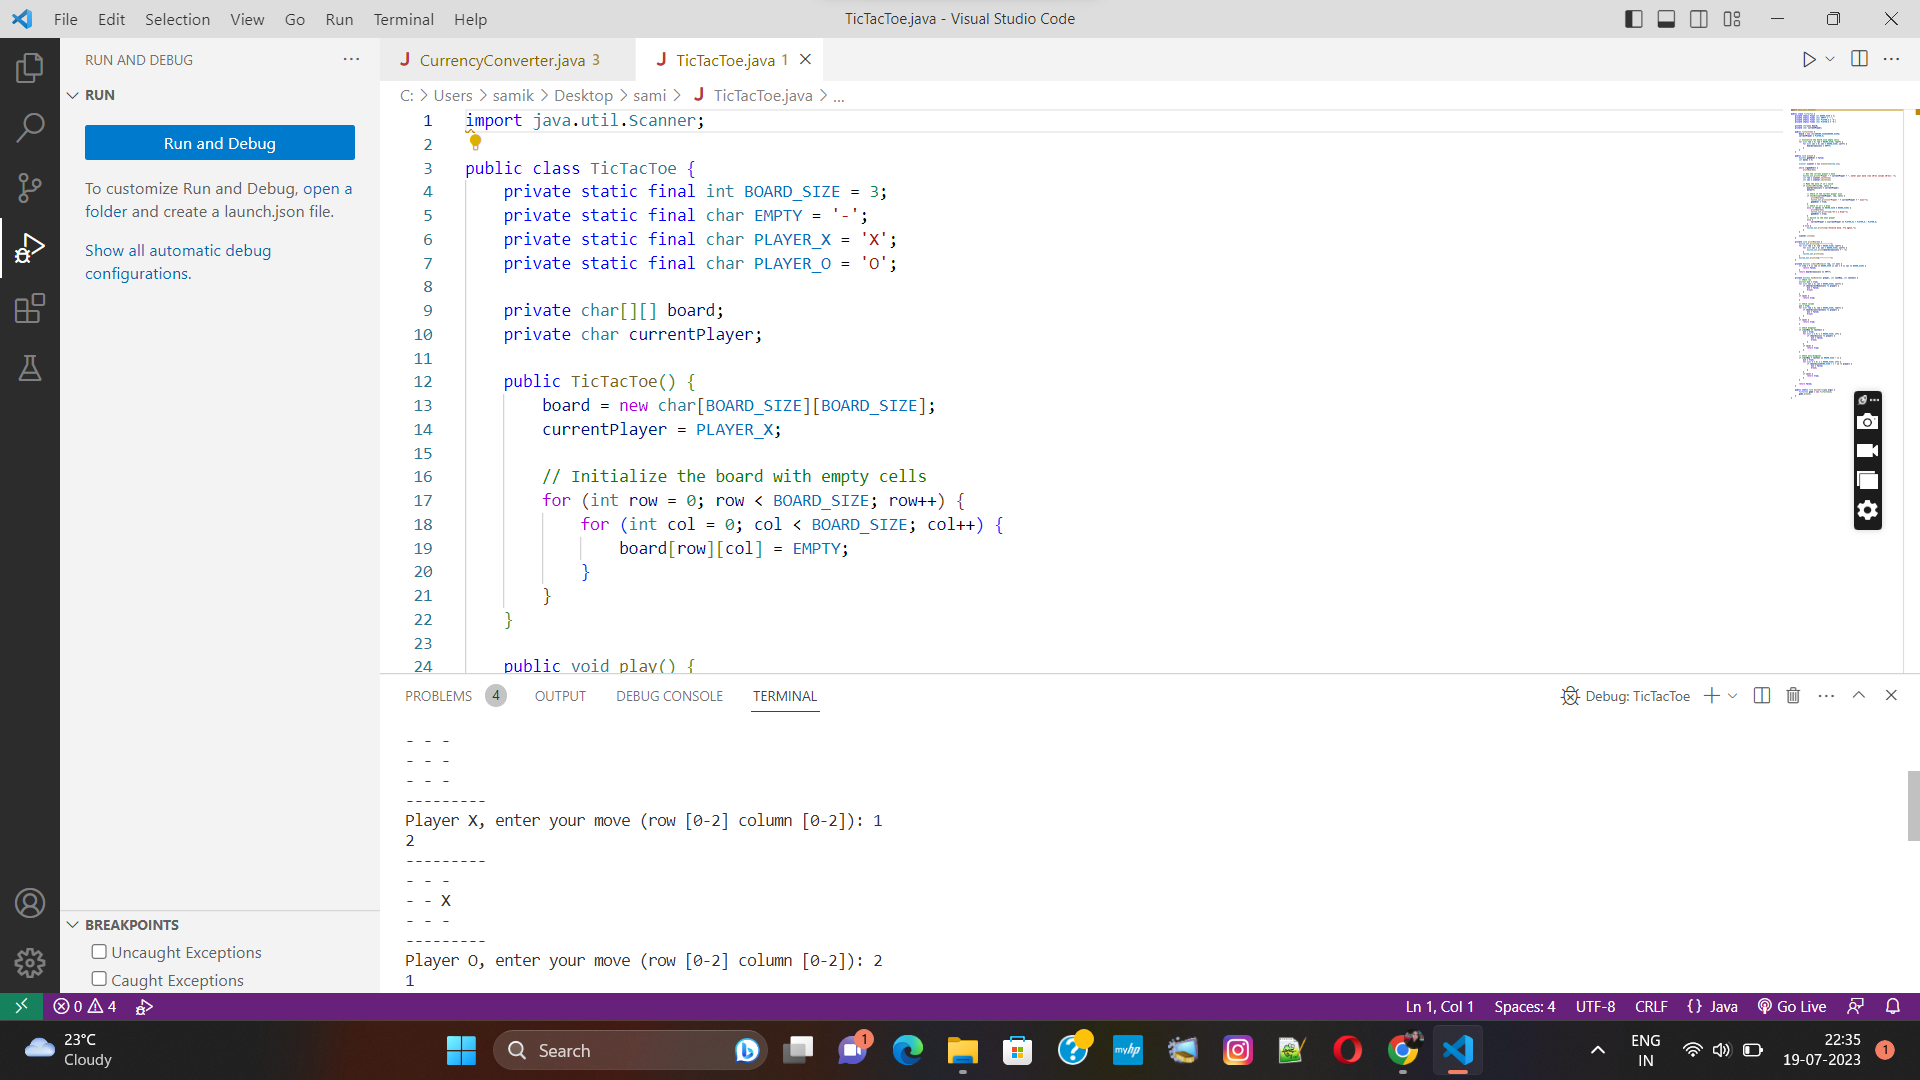 File Edit Selection View Go Run Terminal Help
TicTacToe.java - Visual Studio Code
RUN AND DEBUG
RUN
Run and Debug
To customize Run and Debug, open a
folder and create a launch.json file.
Show all automatic debug
configurations.
BREAKPOINTS
Uncaught Exceptions
Caught Exceptions
J CurrencyConverter.java 3
J TicTacToe.java 1
C: > Users > samik > Desktop > sami > J TicTacToe.java > ...
1 import java.util.Scanner;
2
3 public class TicTacToe {
4 private static final int BOARD_SIZE = 3;
5 private static final char EMPTY = '-';
6 private static final char PLAYER_X = 'X';
7 private static final char PLAYER_O = 'O';
8
9 private char[][] board;
10 private char currentPlayer;
11
12 public TicTacToe() {
13 board = new char[BOARD_SIZE][BOARD_SIZE];
14 currentPlayer = PLAYER_X;
15
16 // Initialize the board with empty cells
17 for (int row = 0; row < BOARD_SIZE; row++) {
18 for (int col = 0; col < BOARD_SIZE; col++) {
19 board[row][col] = EMPTY;
20 }
21 }
22 }
23
24 public void play() {
PROBLEMS 4 OUTPUT DEBUG CONSOLE TERMINAL
Debug: TicTacToe
- - -
- - -
- - -
---------
Player X, enter your move (row [0-2] column [0-2]): 1
2
---------
- - -
- - X
- - -
---------
Player O, enter your move (row [0-2] column [0-2]): 2
1
0 4
Ln 1, Col 1 Spaces: 4 UTF-8 CRLF {} Java Go Live
23°C
Cloudy
Search
1
myhp
ENG
IN
22:35
19-07-2023
1